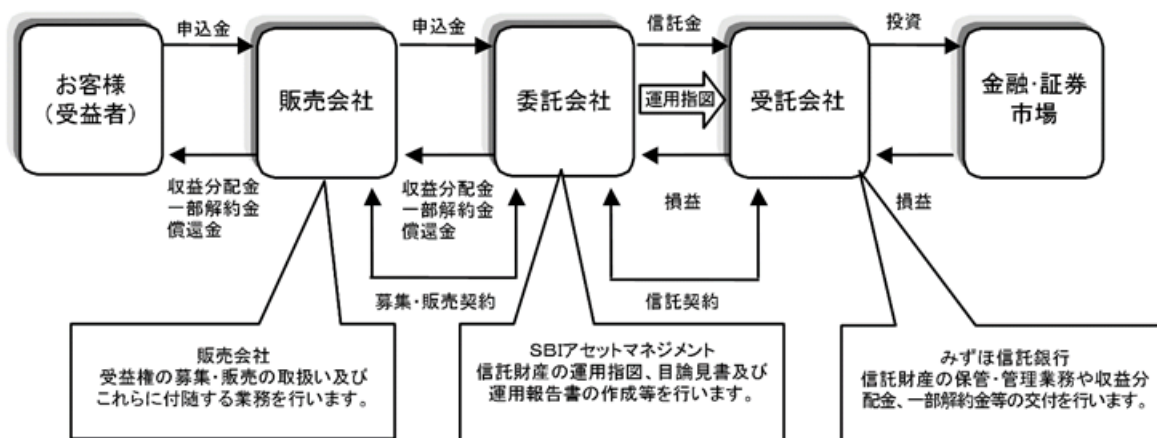 申込金
申込金
信託金
投資
お客様
（受益者）
販売会社
委託会社
運用指図
受託会社
金融・証券
市場
収益分配金
一部解約金
償還金
収益分配金
一部解約金
償還金
損益
損益
募集・販売契約
信託契約
販売会社
受益権の募集・販売の取扱い及び
これらに付随する業務を行います。
SBIアセットマネジメント
信託財産の運用指図、目論見書及び
運用報告書の作成等を行います。
みずほ信託銀行
信託財産の保管・管理業務や収益分
配金、一部解約金等の交付を行います。